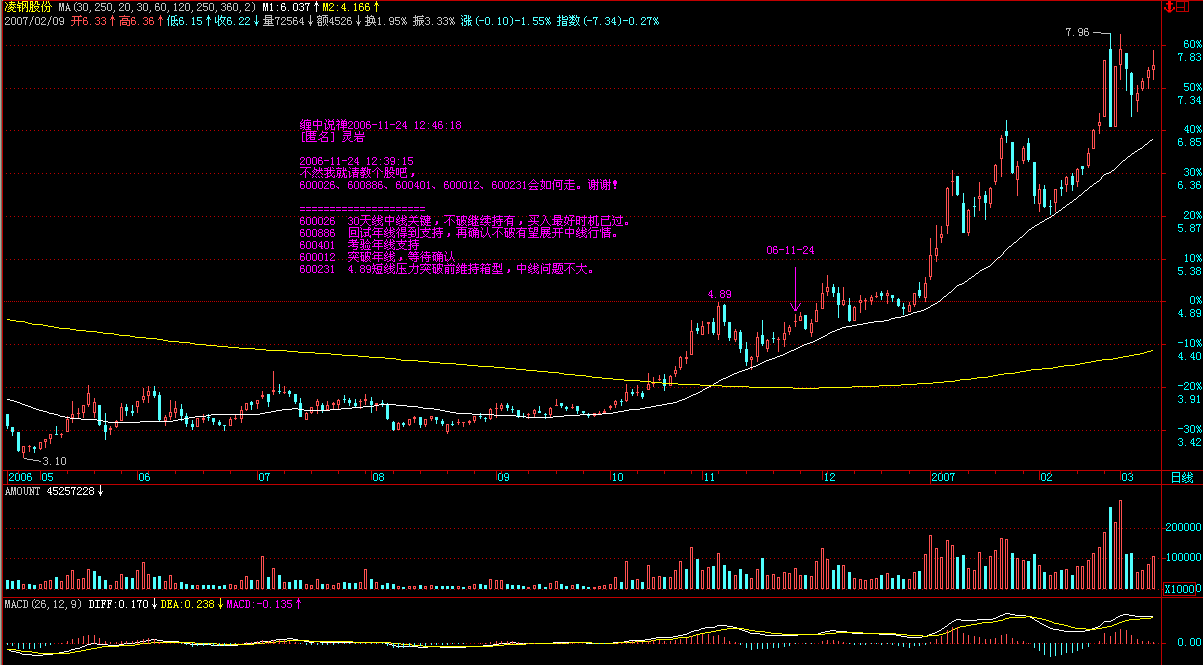 凌钢股份 MA(30,250,20,30,60,120,250,360,2) M1:6.037↑M2:4.166↑
2007/02/09 开6.33↑高6.36↑低6.15↑收6.22↓量72564↓额4526↓换1.95% 振3.33% 涨(-0.10)-1.55% 指数(-7.34)-0.27%
7.96
60%
7.83
50%
7.34
40%
6.85
30%
6.36
20%
5.87
10%
5.38
0%
4.89
-10%
4.40
-20%
3.91
-30%
3.42
缠中说禅2006-11-24 12:46:18
[匿名] 灵岩
2006-11-24 12:39:15
不然我就请教个股吧，
600026、600886、600401、600012、600231会如何走。谢谢！
=====================
600026 30天线中线关键，不破继续持有，买入最好时机已过。
600886 回试年线得到支持，再确认不破有望展开中线行情。
600401 考验年线支持
600012 突破年线，等待确认
600231 4.89短线压力突破前维持箱型，中线问题不大。
06-11-24
4.89
3.10
2006 05 06 07 08 09 10 11 12 2007 02 03 日线
AMOUNT 45257228↓
200000
100000
X10000
MACD(26,12,9) DIFF:0.170↓DEA:0.238↓MACD:-0.135↑
0.00